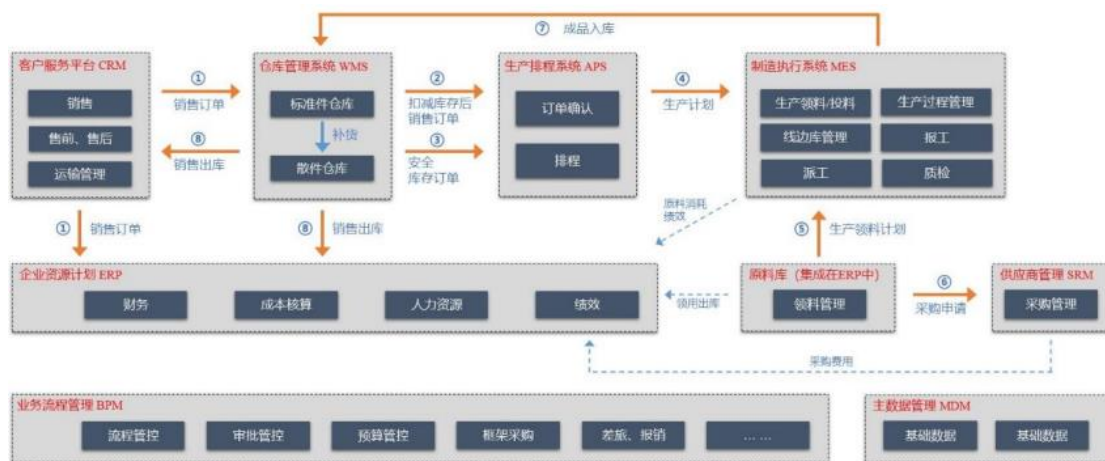 ⑦ 成品入库
客户服务平台 CRM
销售
售前、售后
运输管理
① 销售订单
⑧ 销售出库
仓库管理系统 WMS
标准件仓库
补货
散件仓库
② 扣减库存后
销售订单
③ 安全
库存订单
生产排程系统 APS
订单确认
排程
④ 生产计划
制造执行系统 MES
生产领料/投料
生产过程管理
线边库管理
报工
派工
质检
① 销售订单
⑧ 销售出库
原料消耗
绩效
⑤ 生产领料计划
企业资源计划 ERP
财务
成本核算
人力资源
绩效
领用出库
原料库（集成在ERP中）
领料管理
⑥ 采购申请
供应商管理 SRM
采购管理
采购费用
业务流程管理 BPM
流程管控
审批管控
预算管控
框架采购
差旅、报销
... ...
主数据管理 MDM
基础数据
基础数据